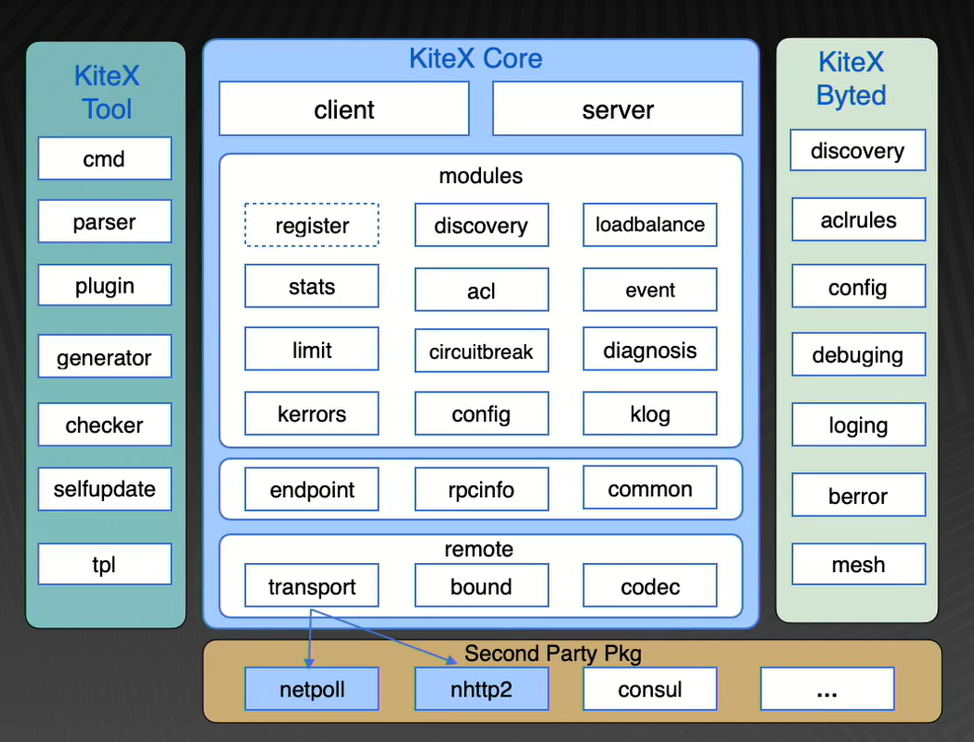 KiteX
Tool
cmd
parser
plugin
generator
checker
selfupdate
tpl
KiteX Core
client
server
modules
register
discovery
loadbalance
stats
acl
event
limit
circuitbreak
diagnosis
kerrors
config
klog
endpoint
rpcinfo
common
remote
transport
bound
codec
KiteX
Byted
discovery
aclrules
config
debuging
loging
berror
mesh
Second Party Pkg
netpoll
nhttp2
consul
...